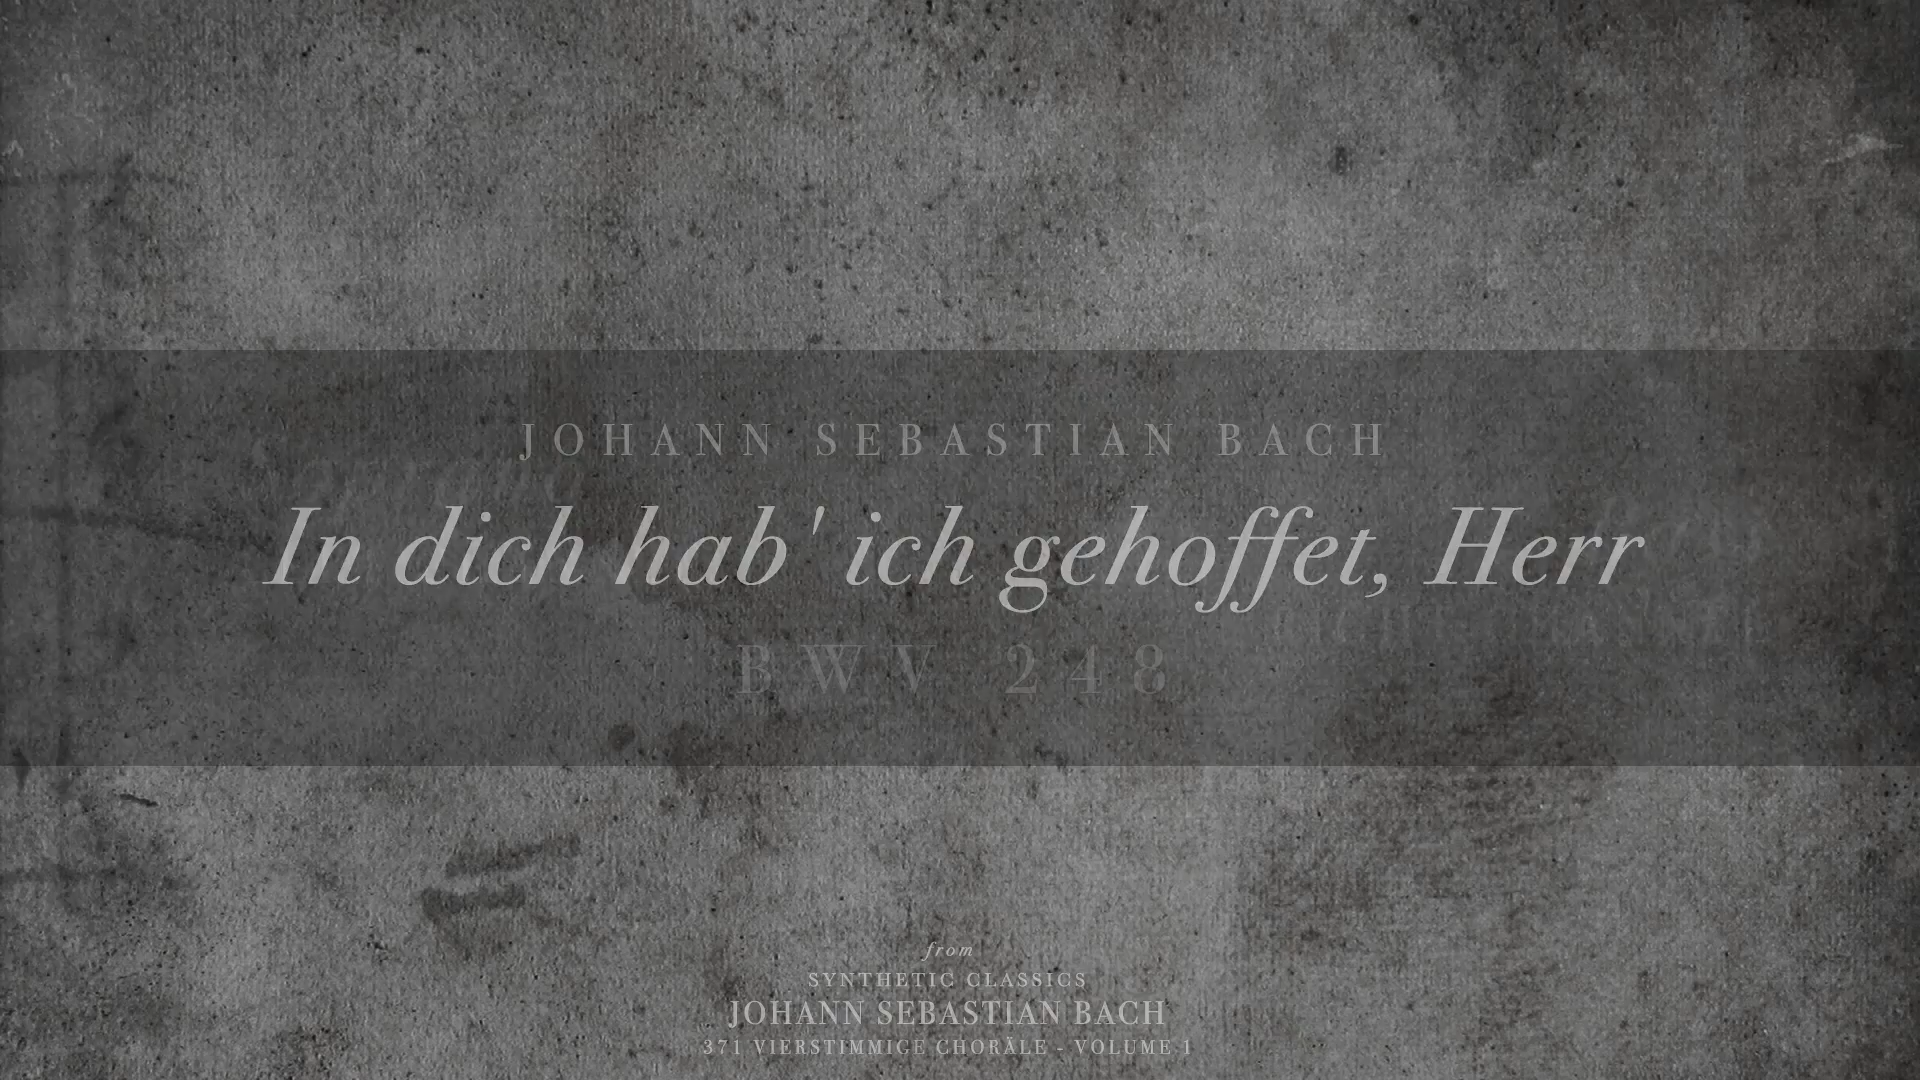 JOHANN SEBASTIAN BACH
In dich hab' ich gehoffet, Herr
BWV 248
from
SYNTHETIC CLASSICS
JOHANN SEBASTIAN BACH
371 VIERSTIMMIGE CHORÄLE - VOLUME 1